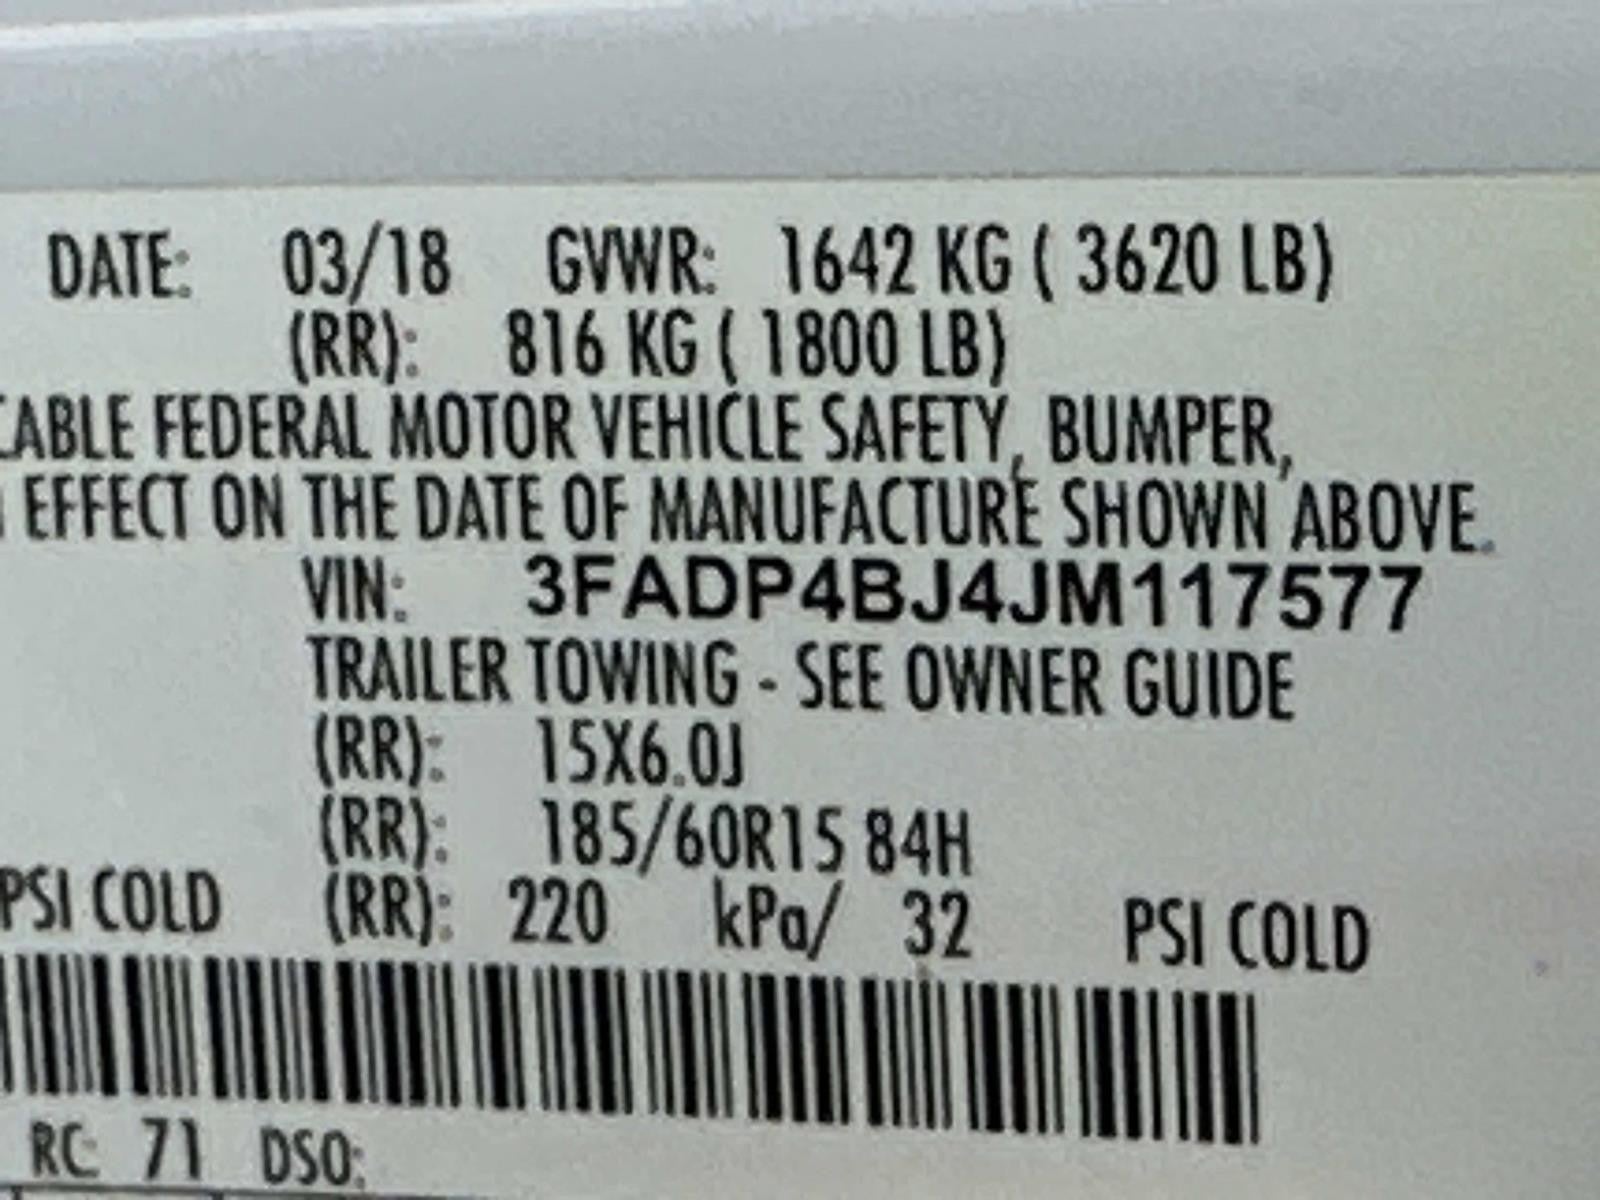 DATE: 03/18 GVWR: 1642 KG ( 3620 LB)
(RR): 816 KG ( 1800 LB)
CABLE FEDERAL MOTOR VEHICLE SAFETY, BUMPER,
EFFECT ON THE DATE OF MANUFACTURE SHOWN ABOVE.
VIN: 3FADP4BJ4JM117577
TRAILER TOWING - SEE OWNER GUIDE
(RR): 15X6.0J
(RR): 185/60R15 84H
PSI COLD (RR): 220 kPa/ 32 PSI COLD
RC: 71 DSO: